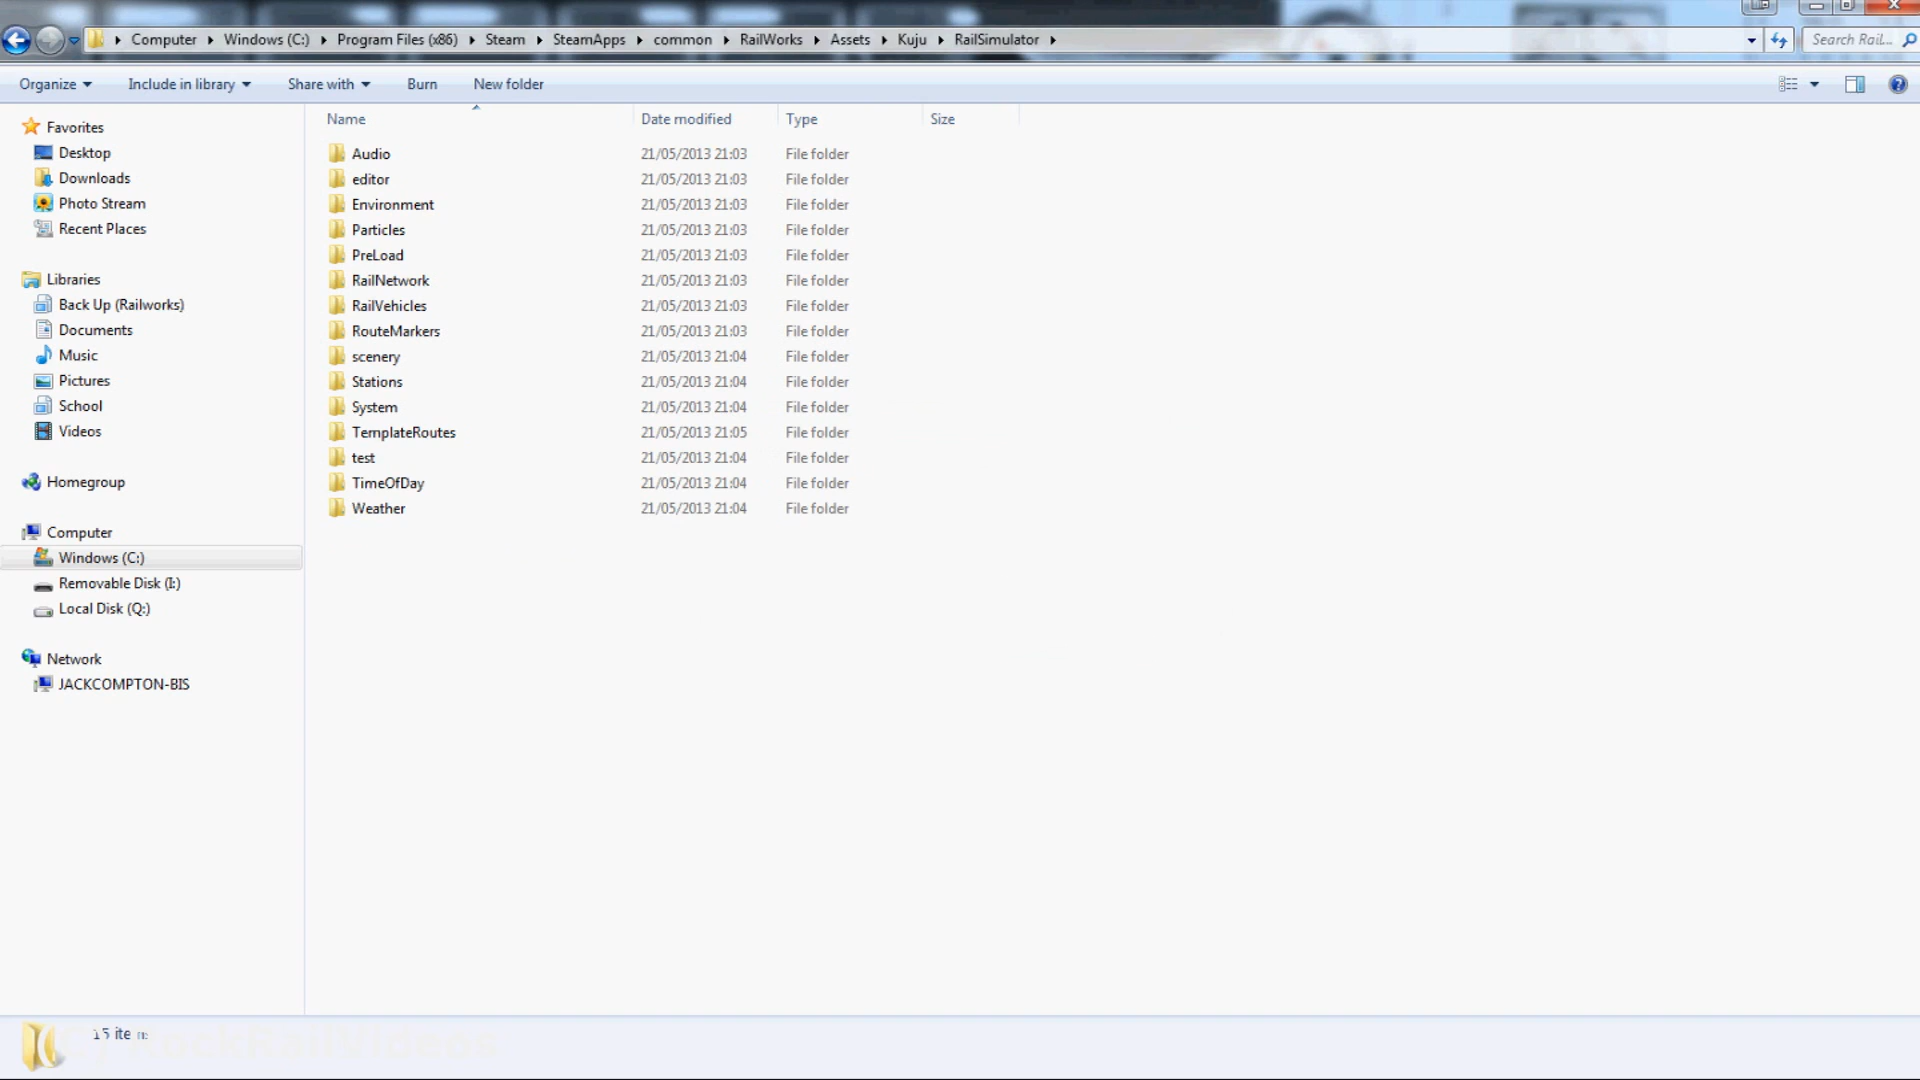 Computer Windows (C:) Program Files (x86) Steam SteamApps common RailWorks Assets Kuju RailSimulator Search Rail...
Organize Include in library Share with Burn New folder
Name Date modified Type Size
Favorites
Desktop
Downloads
Photo Stream
Recent Places
Libraries
Back Up (Railworks)
Documents
Music
Pictures
School
Videos
Homegroup
Computer
Windows (C:)
Removable Disk (I:)
Local Disk (Q:)
Network
JACKCOMPTON-BIS
Audio 21/05/2013 21:03 File folder
editor 21/05/2013 21:03 File folder
Environment 21/05/2013 21:03 File folder
Particles 21/05/2013 21:03 File folder
PreLoad 21/05/2013 21:03 File folder
RailNetwork 21/05/2013 21:03 File folder
RailVehicles 21/05/2013 21:03 File folder
RouteMarkers 21/05/2013 21:03 File folder
scenery 21/05/2013 21:04 File folder
Stations 21/05/2013 21:04 File folder
System 21/05/2013 21:04 File folder
TemplateRoutes 21/05/2013 21:05 File folder
test 21/05/2013 21:04 File folder
TimeOfDay 21/05/2013 21:04 File folder
Weather 21/05/2013 21:04 File folder
15 items